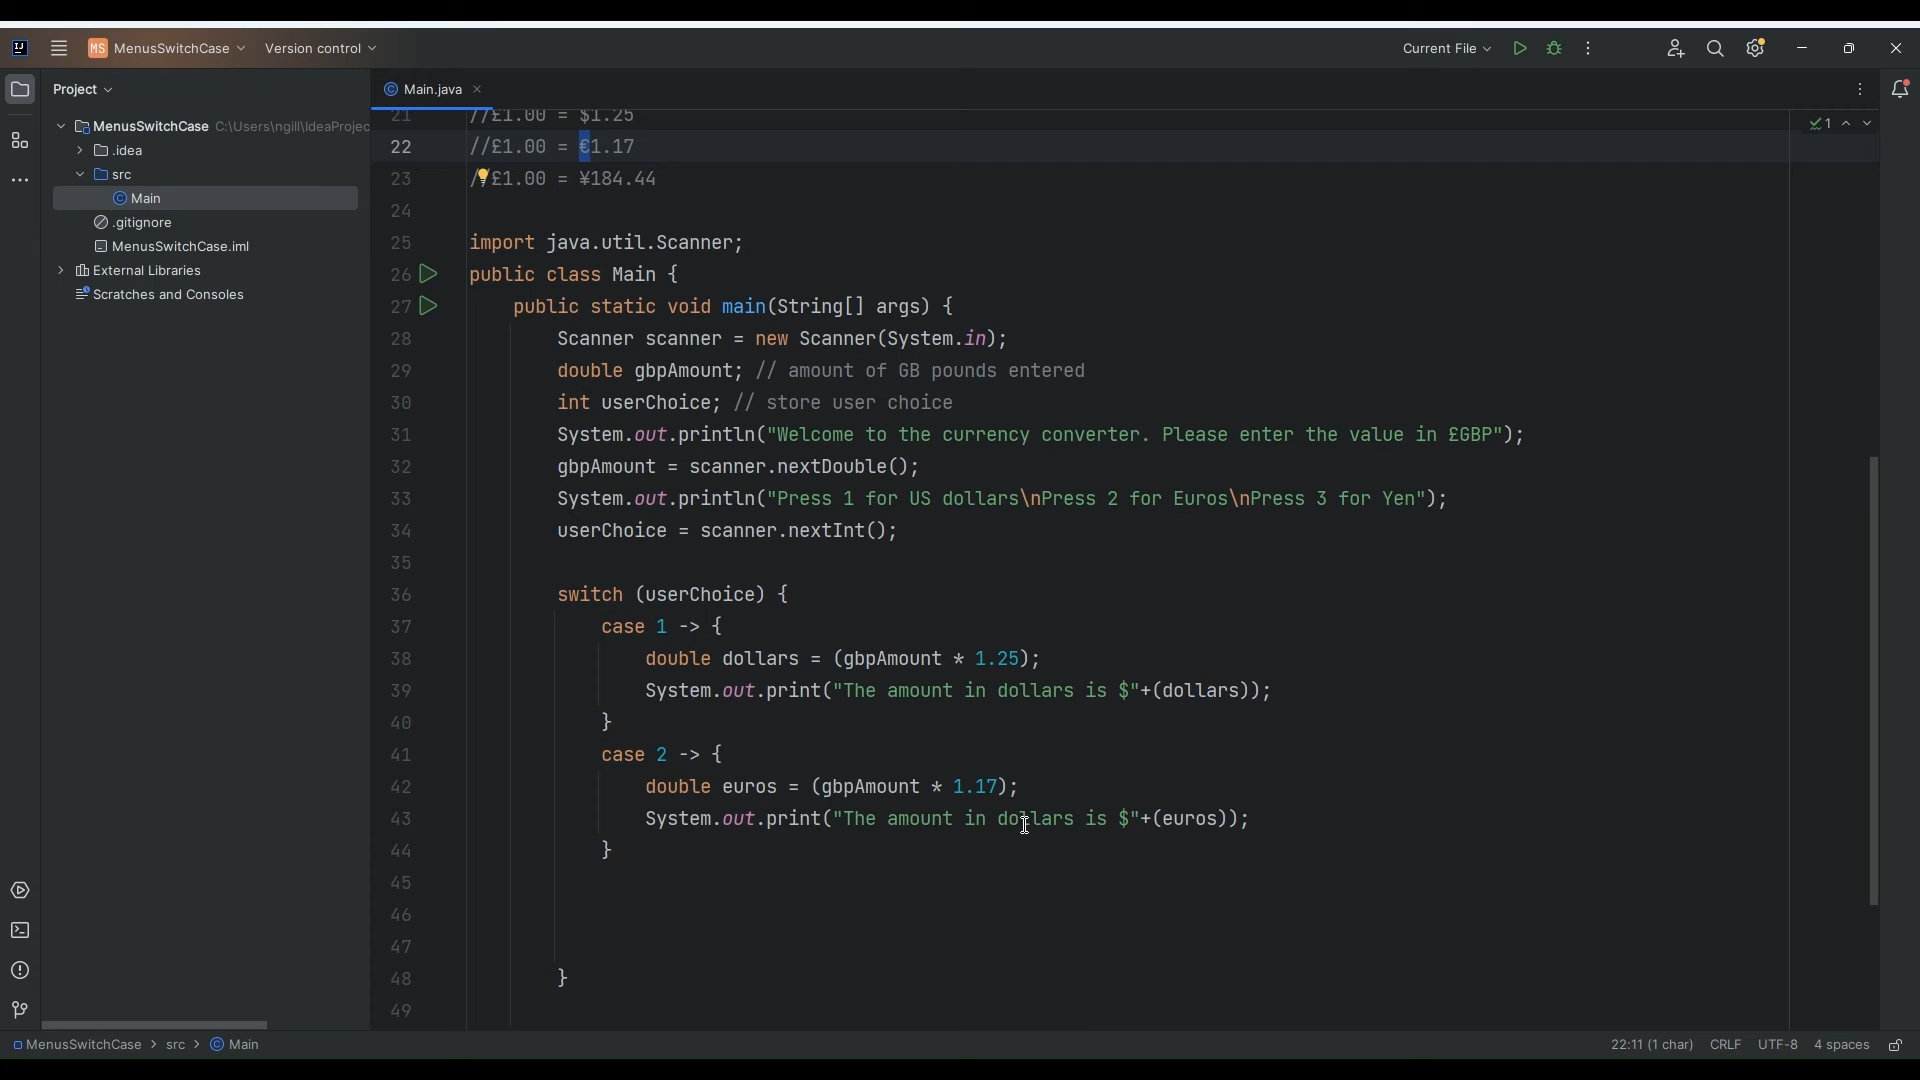 MS MenusSwitchCase Version control Current File
Project Main.java
MenusSwitchCase C:\Users\ngill\IdeaProjec
.idea
src
Main
.gitignore
MenusSwitchCase.iml
External Libraries
Scratches and Consoles
21 //£1.00 = $1.25
22 //£1.00 = €1.17
23 //£1.00 = ¥184.44
24
25 import java.util.Scanner;
26 public class Main {
27 public static void main(String[] args) {
28 Scanner scanner = new Scanner(System.in);
29 double gbpAmount; // amount of GB pounds entered
30 int userChoice; // store user choice
31 System.out.println("Welcome to the currency converter. Please enter the value in £GBP");
32 gbpAmount = scanner.nextDouble();
33 System.out.println("Press 1 for US dollars\nPress 2 for Euros\nPress 3 for Yen");
34 userChoice = scanner.nextInt();
35
36 switch (userChoice) {
37 case 1 -> {
38 double dollars = (gbpAmount * 1.25);
39 System.out.print("The amount in dollars is $"+(dollars));
40 }
41 case 2 -> {
42 double euros = (gbpAmount * 1.17);
43 System.out.print("The amount in dollars is $"+(euros));
44 }
45
46
47
48 }
49
1
MenusSwitchCase > src > Main 22:11 (1 char) CRLF UTF-8 4 spaces